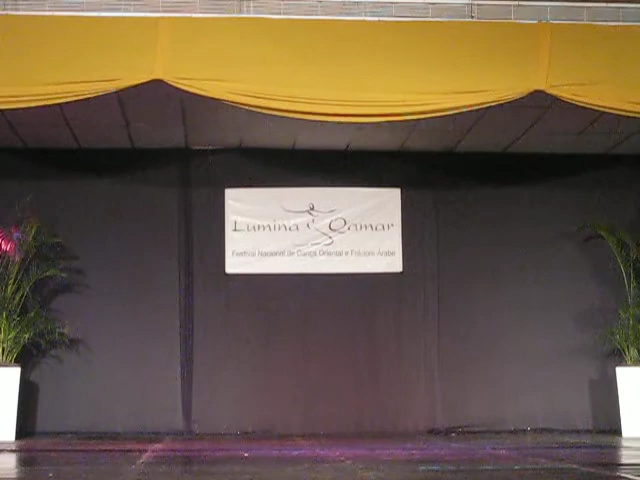 Lumina é Qamar
Festival Nacional de Dança Oriental e Folclore Árabe